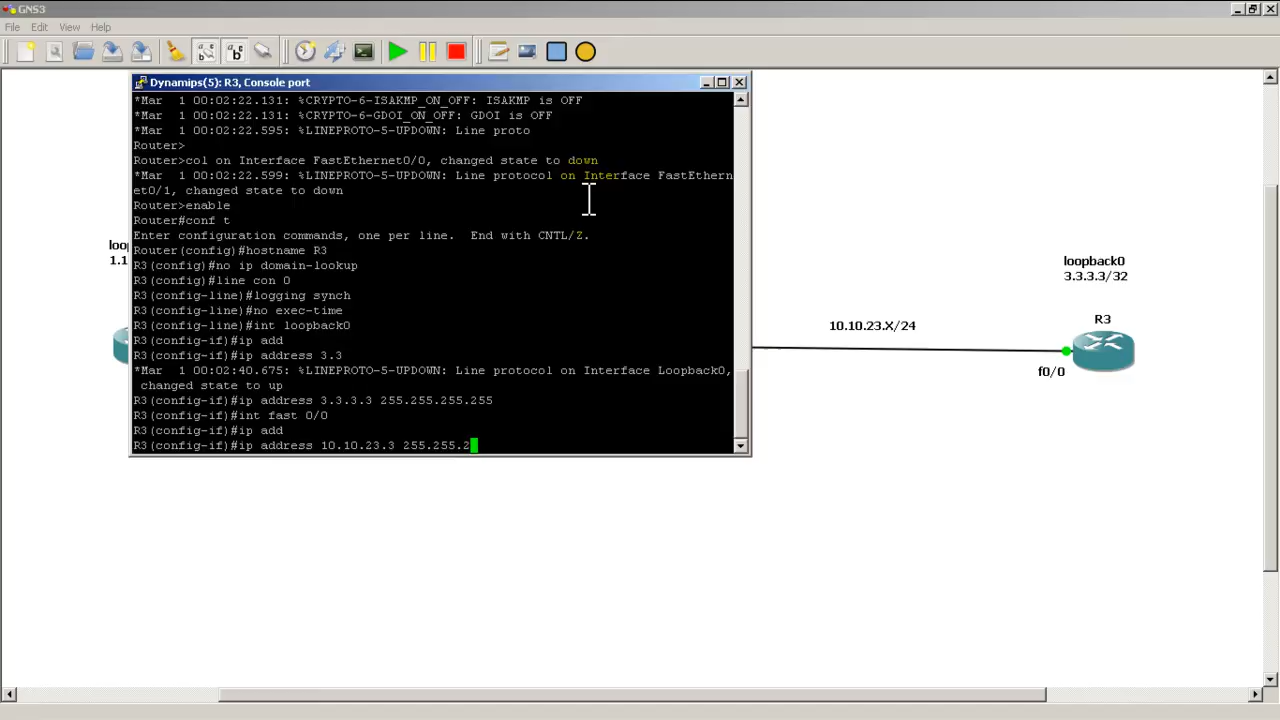 GNS3
File Edit View Help
Dynamips(5): R3, Console port
*Mar  1 00:02:22.131: %CRYPTO-6-ISAKMP_ON_OFF: ISAKMP is OFF
*Mar  1 00:02:22.131: %CRYPTO-6-GDOI_ON_OFF: GDOI is OFF
*Mar  1 00:02:22.595: %LINEPROTO-5-UPDOWN: Line proto
Router>
Router>col on Interface FastEthernet0/0, changed state to down
*Mar  1 00:02:22.599: %LINEPROTO-5-UPDOWN: Line protocol on Interface FastEthern
et0/1, changed state to down
Router>enable
Router#conf t
Enter configuration commands, one per line.  End with CNTL/Z.
Router(config)#hostname R3
R3(config)#no ip domain-lookup
R3(config)#line con 0
R3(config-line)#logging synch
R3(config-line)#no exec-time
R3(config-line)#int loopback0
R3(config-if)#ip add
R3(config-if)#ip address 3.3
*Mar  1 00:02:40.675: %LINEPROTO-5-UPDOWN: Line protocol on Interface Loopback0,
 changed state to up
R3(config-if)#ip address 3.3.3.3 255.255.255.255
R3(config-if)#int fast 0/0
R3(config-if)#ip add
R3(config-if)#ip address 10.10.23.3 255.255.2
loo
1.1
10.10.23.X/24
loopback0
3.3.3.3/32
R3
f0/0